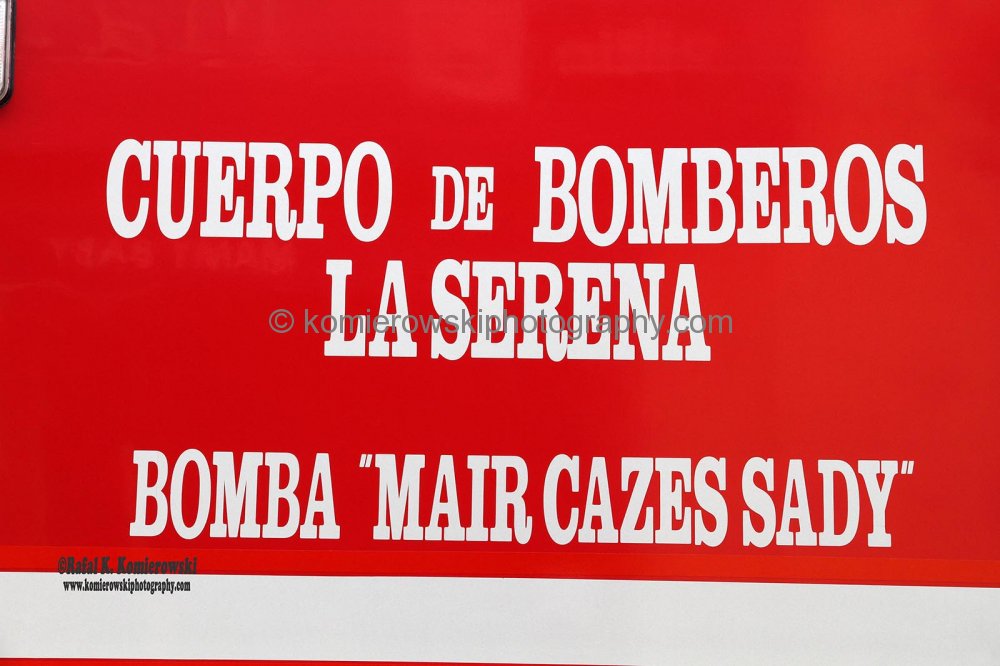 CUERPO DE BOMBEROS
LA SERENA
© komierowskiphotography.com
BOMBA "MAIR CAZES SADY"
©Rafal K. Komierowski
www.komierowskiphotography.com